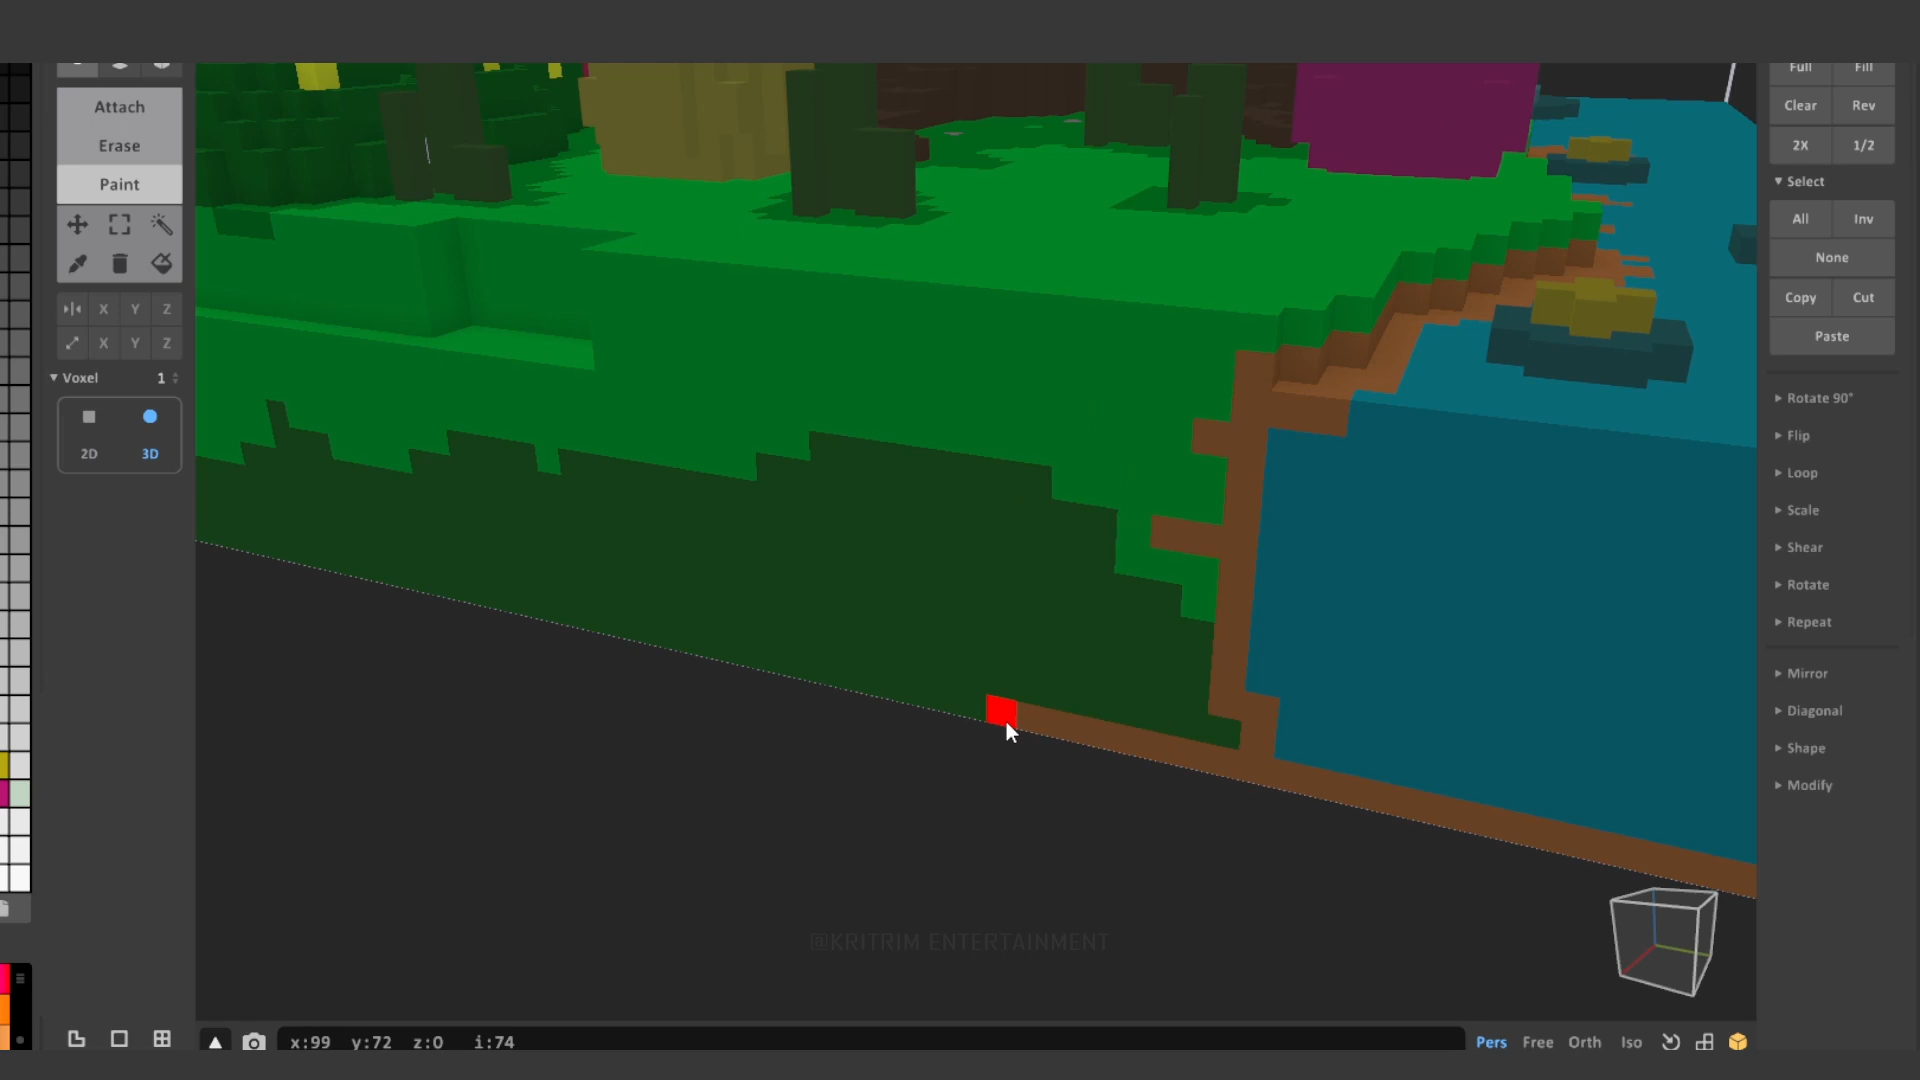 Full Fill
Attach
Clear Rev
Erase
2X 1/2
Paint
Select
All Inv
None
Copy Cut
X Y Z
Paste
X Y Z
Voxel 1
Rotate 90°
Flip
2D 3D
Loop
Scale
Shear
Rotate
Repeat
Mirror
Diagonal
Shape
Modify
@KRITRIM ENTERTAINMENT
x:99 y:72 z:0 i:74
Pers Free Orth Iso